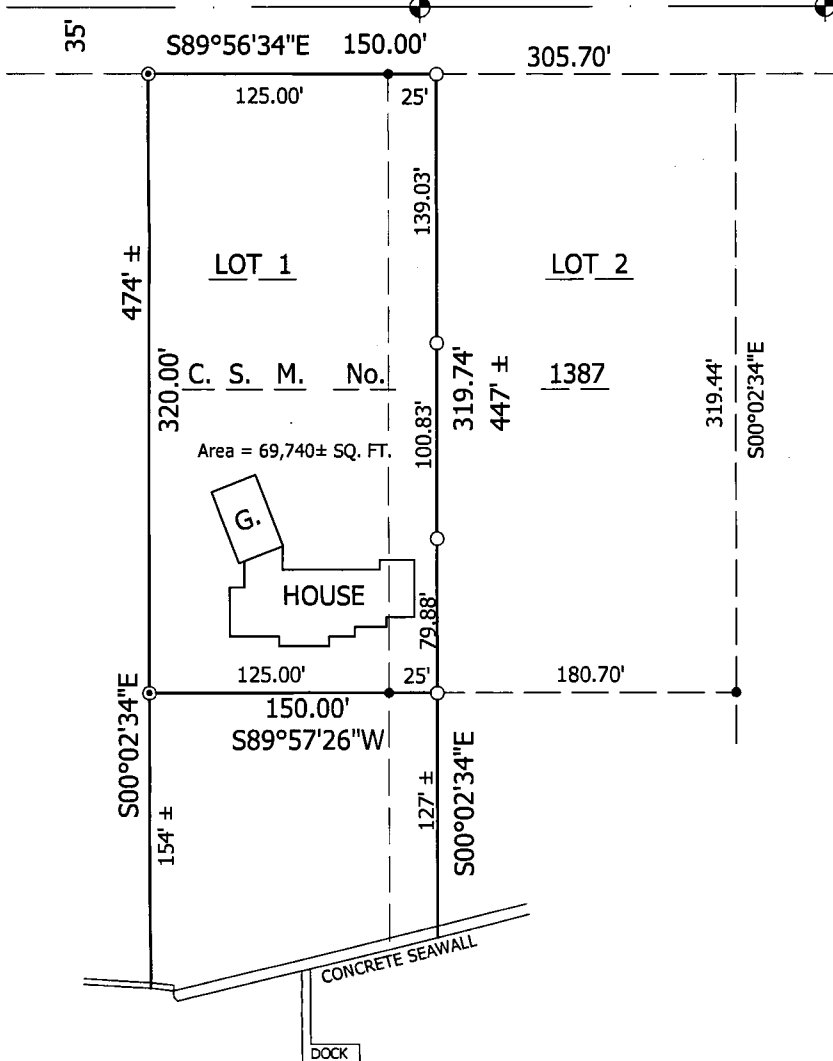 35'
S89°56'34"E 150.00'
305.70'
125.00' 25'
139.03'
LOT 1
LOT 2
474' ±
320.00'
C. S. M. No. 1387
319.74'
447' ±
319.44'
S00°02'34"E
Area = 69,740± SQ. FT.
100.83'
G.
HOUSE
79.88'
125.00' 25'
180.70'
150.00'
S89°57'26"W
S00°02'34"E
154' ±
127' ±
S00°02'34"E
CONCRETE SEAWALL
DOCK